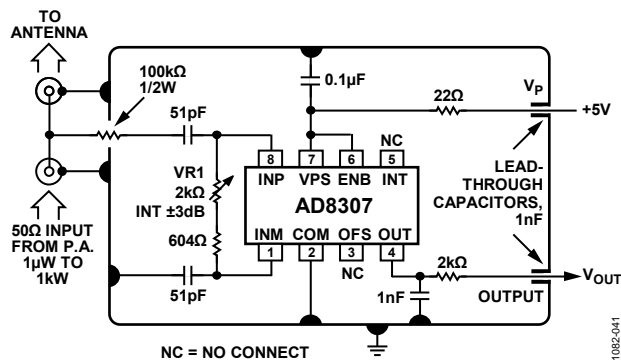 TO
ANTENNA
100kΩ
1/2W
51pF
0.1µF
22Ω
VP
+5V
NC
8
7
6
5
INP
VPS
ENB
INT
VR1
2kΩ
INT ±3dB
AD8307
LEAD-
THROUGH
CAPACITORS,
1nF
604Ω
INM
COM
OFS
OUT
1
2
3
4
50Ω INPUT
FROM P.A.
1µW TO
1kW
51pF
NC
2kΩ
VOUT
1nF
OUTPUT
NC = NO CONNECT
1082-041